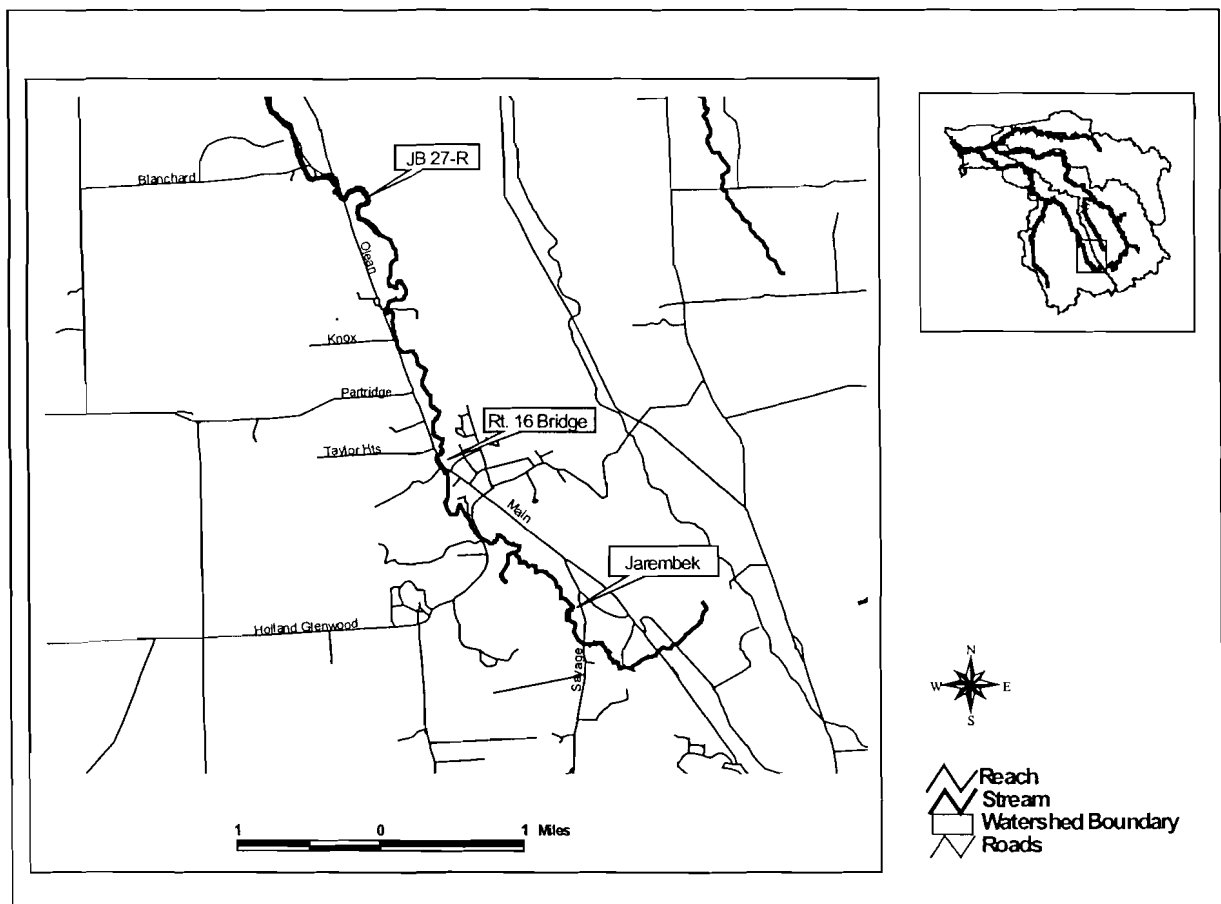 JB 27-R
Blanchard
Olean
Knox
Partridge
Rt. 16 Bridge
Taylor Hts
Main
Jarembek
Holland Glenwood
Savage
1 0 1 Miles
N
W E
S
Reach
Stream
Watershed Boundary
Roads